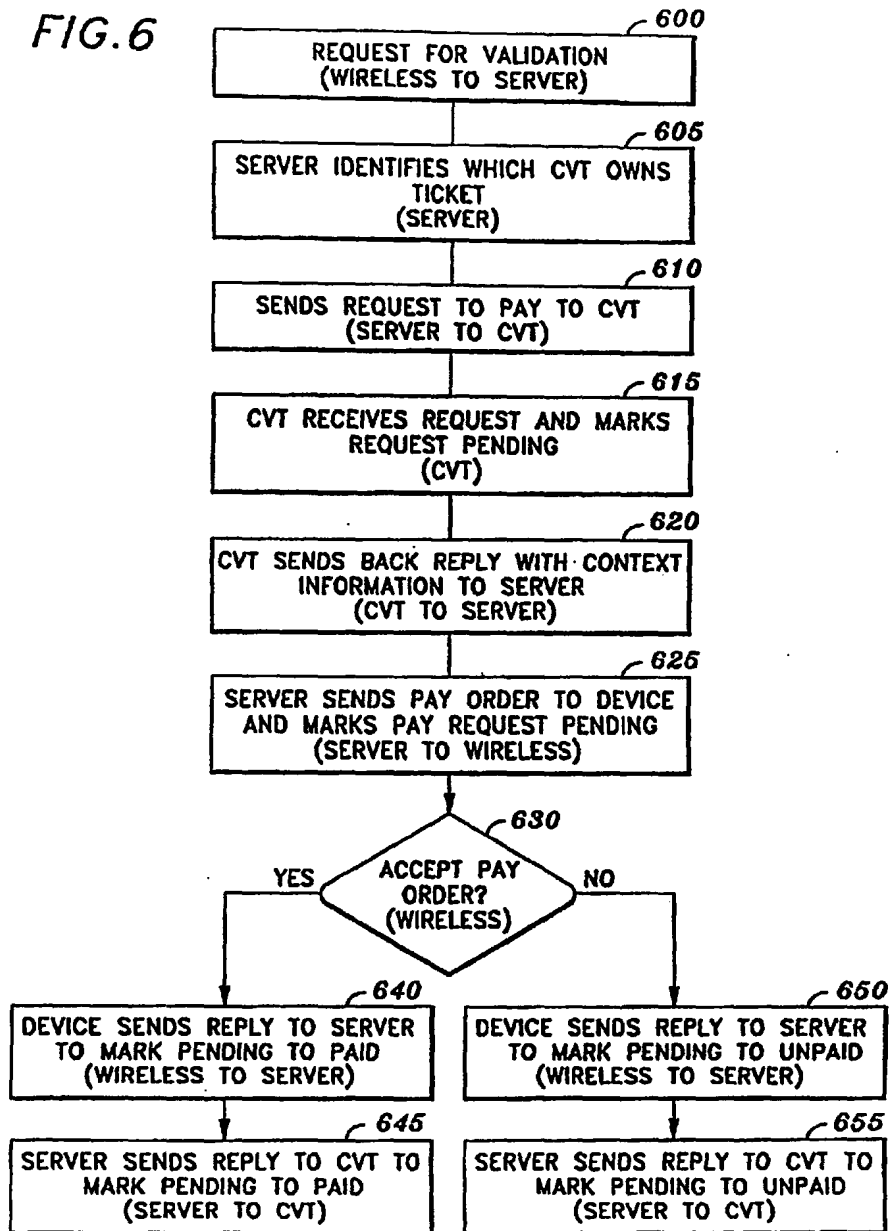 FIG.6
600
REQUEST FOR VALIDATION
(WIRELESS TO SERVER)
605
SERVER IDENTIFIES WHICH CVT OWNS
TICKET
(SERVER)
610
SENDS REQUEST TO PAY TO CVT
(SERVER TO CVT)
615
CVT RECEIVES REQUEST AND MARKS
REQUEST PENDING
(CVT)
620
CVT SENDS BACK REPLY WITH CONTEXT
INFORMATION TO SERVER
(CVT TO SERVER)
625
SERVER SENDS PAY ORDER TO DEVICE
AND MARKS PAY REQUEST PENDING
(SERVER TO WIRELESS)
630
YES
ACCEPT PAY
ORDER?
(WIRELESS)
NO
640
DEVICE SENDS REPLY TO SERVER
TO MARK PENDING TO PAID
(WIRELESS TO SERVER)
650
DEVICE SENDS REPLY TO SERVER
TO MARK PENDING TO UNPAID
(WIRELESS TO SERVER)
645
SERVER SENDS REPLY TO CVT TO
MARK PENDING TO PAID
(SERVER TO CVT)
655
SERVER SENDS REPLY TO CVT TO
MARK PENDING TO UNPAID
(SERVER TO CVT)